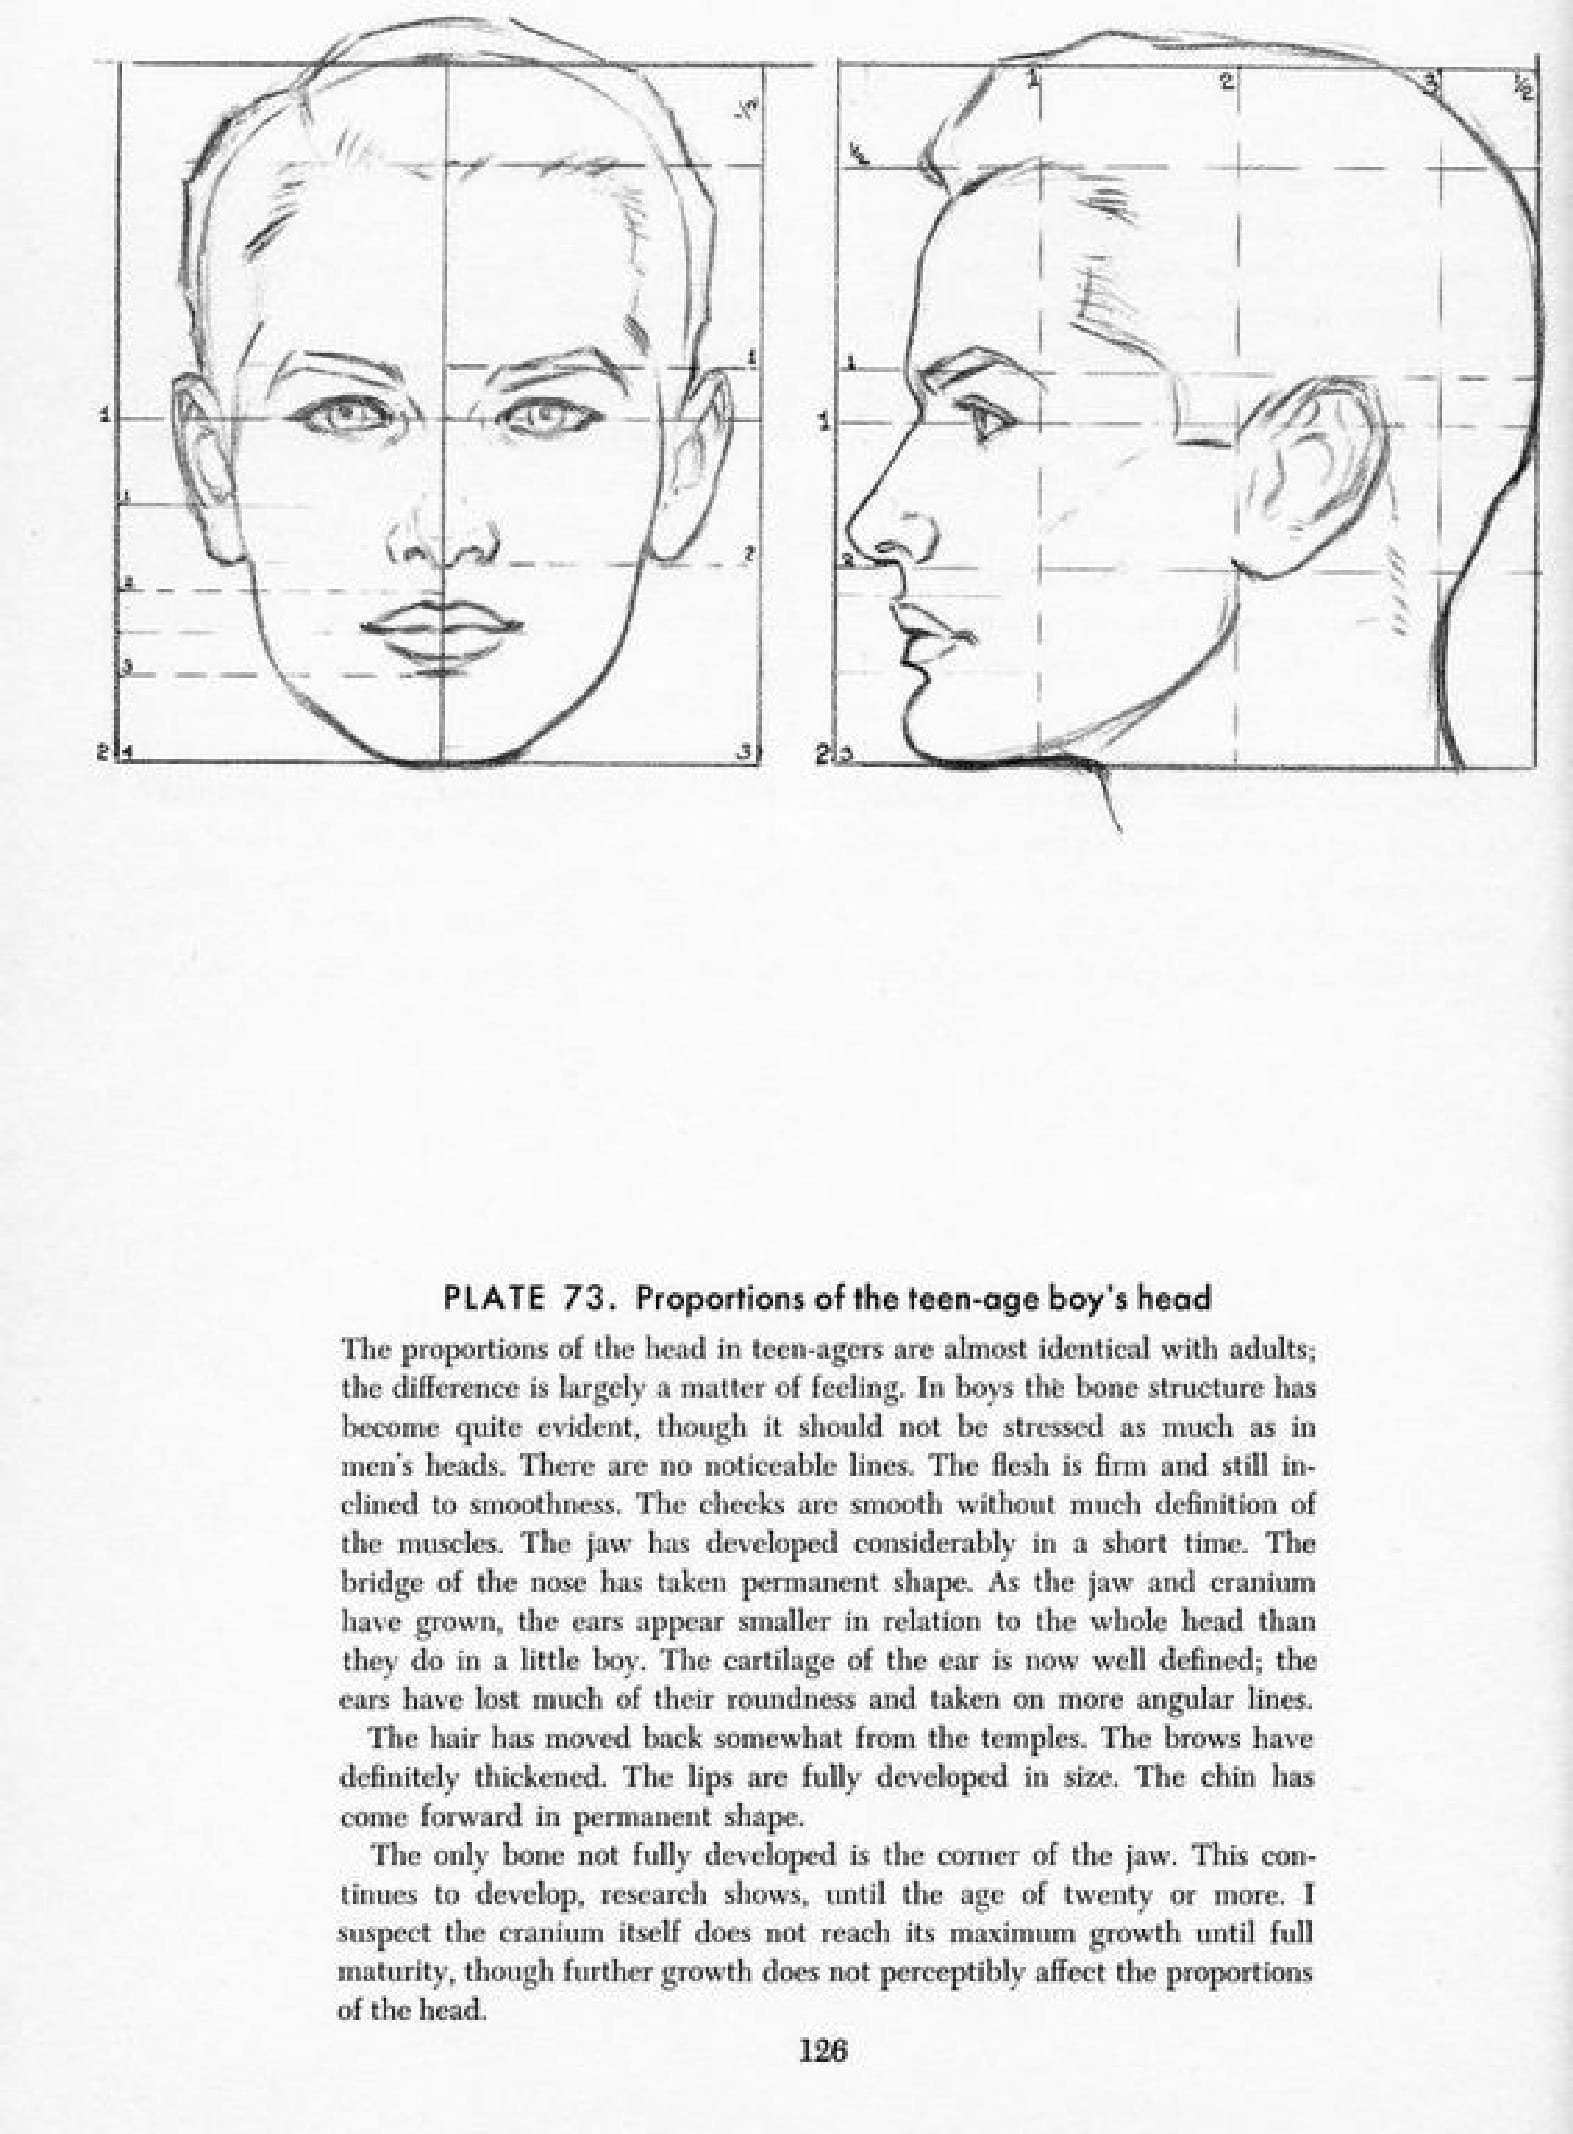 ½ ½ 1 2 3 ½
1 1 1
1 1
1
2 2 2
3
2 4 3 2 3
PLATE 73. Proportions of the teen-age boy's head
The proportions of the head in teen-agers are almost identical with adults;
the difference is largely a matter of feeling. In boys the bone structure has
become quite evident, though it should not be stressed as much as in
men's heads. There are no noticeable lines. The flesh is firm and still in-
clined to smoothness. The cheeks are smooth without much definition of
the muscles. The jaw has developed considerably in a short time. The
bridge of the nose has taken permanent shape. As the jaw and cranium
have grown, the ears appear smaller in relation to the whole head than
they do in a little boy. The cartilage of the ear is now well defined; the
ears have lost much of their roundness and taken on more angular lines.
The hair has moved back somewhat from the temples. The brows have
definitely thickened. The lips are fully developed in size. The chin has
come forward in permanent shape.
The only bone not fully developed is the corner of the jaw. This con-
tinues to develop, research shows, until the age of twenty or more. I
suspect the cranium itself does not reach its maximum growth until full
maturity, though further growth does not perceptibly affect the proportions
of the head.
126